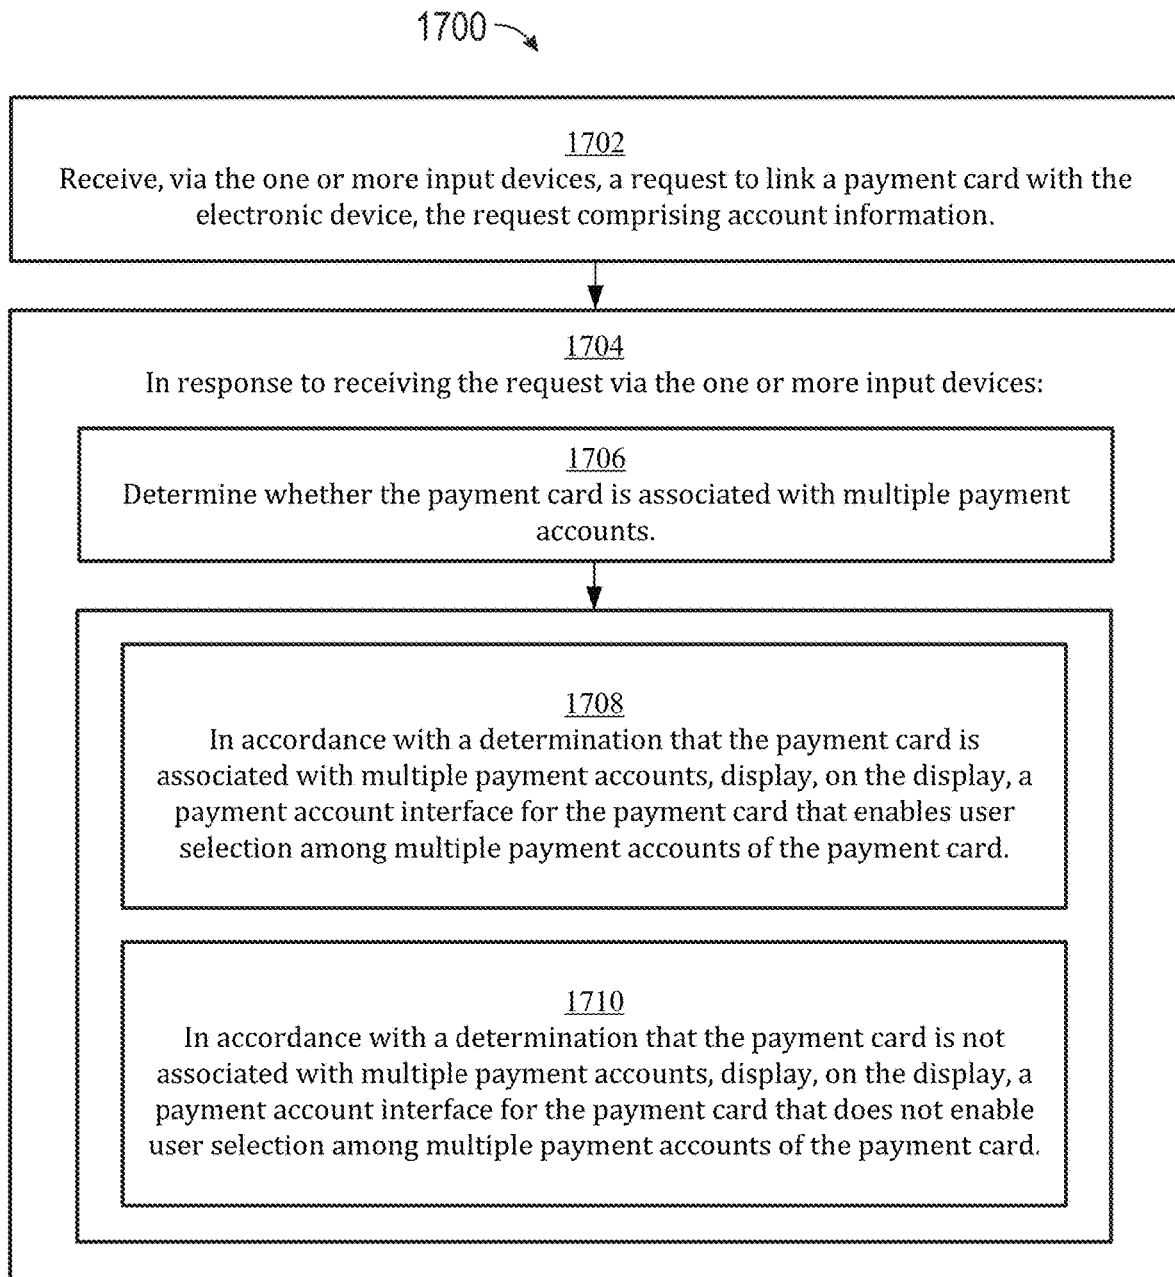 1700
1702
Receive, via the one or more input devices, a request to link a payment card with the
electronic device, the request comprising account information.
1704
In response to receiving the request via the one or more input devices:
1706
Determine whether the payment card is associated with multiple payment
accounts.
1708
In accordance with a determination that the payment card is
associated with multiple payment accounts, display, on the display, a
payment account interface for the payment card that enables user
selection among multiple payment accounts of the payment card.
1710
In accordance with a determination that the payment card is not
associated with multiple payment accounts, display, on the display, a
payment account interface for the payment card that does not enable
user selection among multiple payment accounts of the payment card.